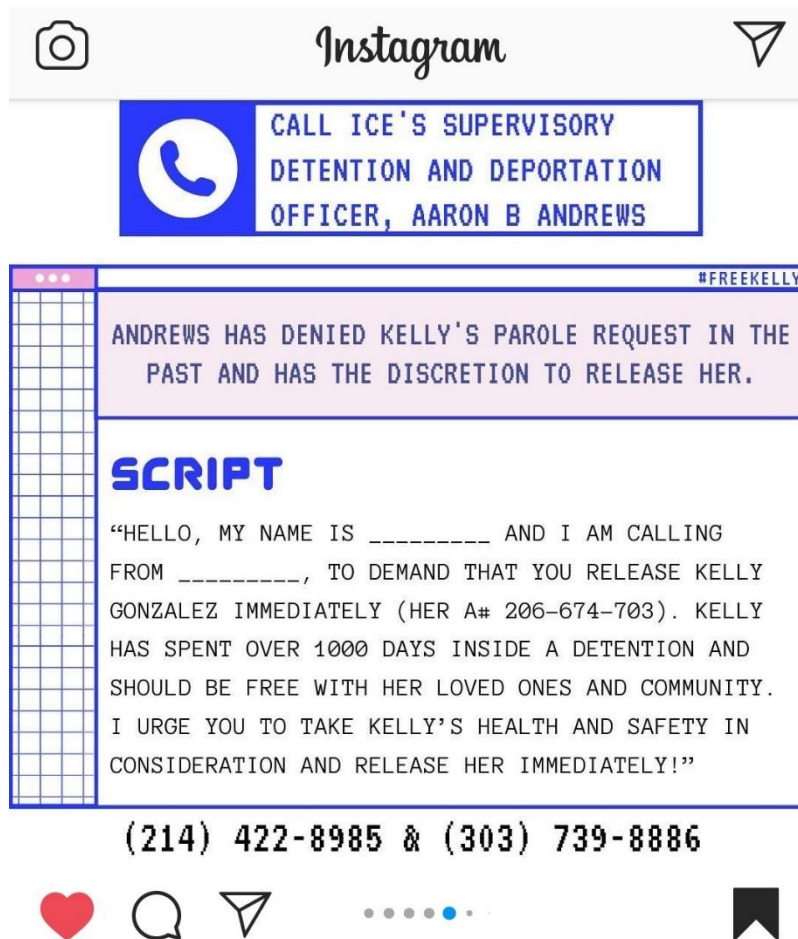 Instagram
CALL ICE'S SUPERVISORY
DETENTION AND DEPORTATION
OFFICER, AARON B ANDREWS
#FREEKELLY
ANDREWS HAS DENIED KELLY'S PAROLE REQUEST IN THE
PAST AND HAS THE DISCRETION TO RELEASE HER.
SCRIPT
“HELLO, MY NAME IS _________ AND I AM CALLING
FROM _________, TO DEMAND THAT YOU RELEASE KELLY
GONZALEZ IMMEDIATELY (HER A# 206-674-703). KELLY
HAS SPENT OVER 1000 DAYS INSIDE A DETENTION AND
SHOULD BE FREE WITH HER LOVED ONES AND COMMUNITY.
I URGE YOU TO TAKE KELLY’S HEALTH AND SAFETY IN
CONSIDERATION AND RELEASE HER IMMEDIATELY!”
(214) 422-8985 & (303) 739-8886